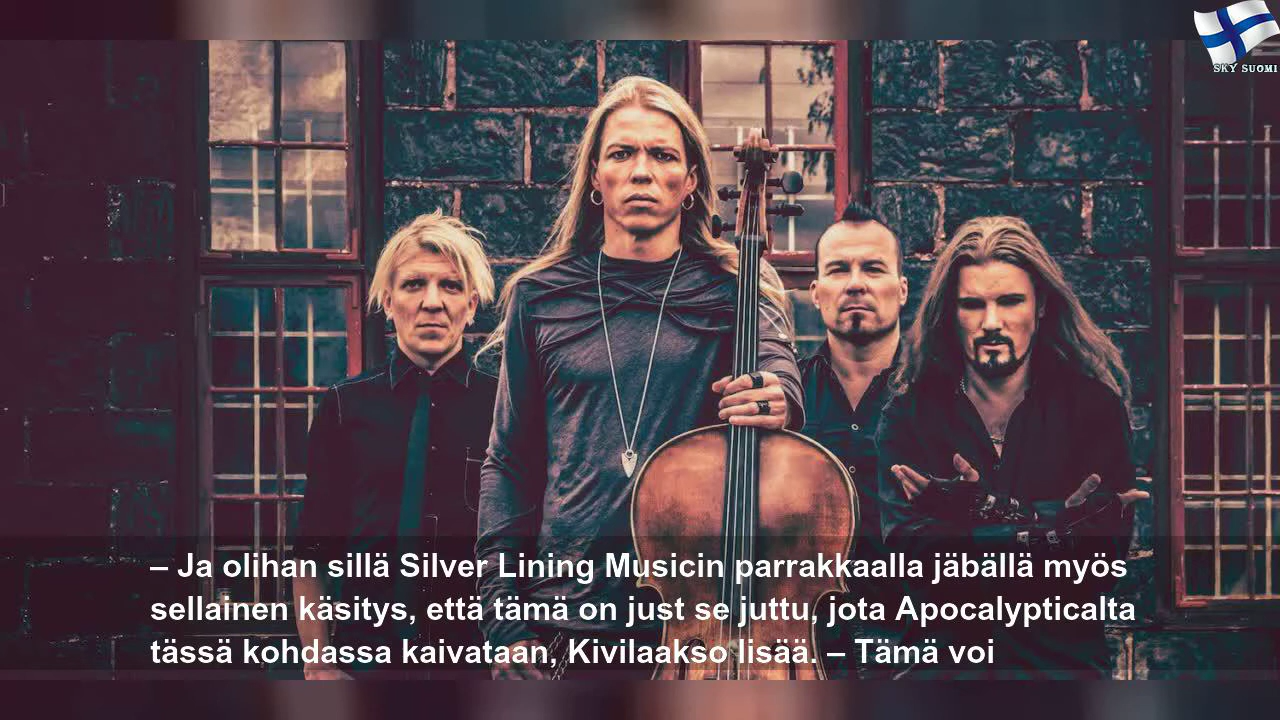 SKY SUOMI
– Ja olihan sillä Silver Lining Musicin parrakkaalla jäbällä myös
sellainen käsitys, että tämä on just se juttu, jota Apocalypticalta
tässä kohdassa kaivataan, Kivilaakso lisää. – Tämä voi